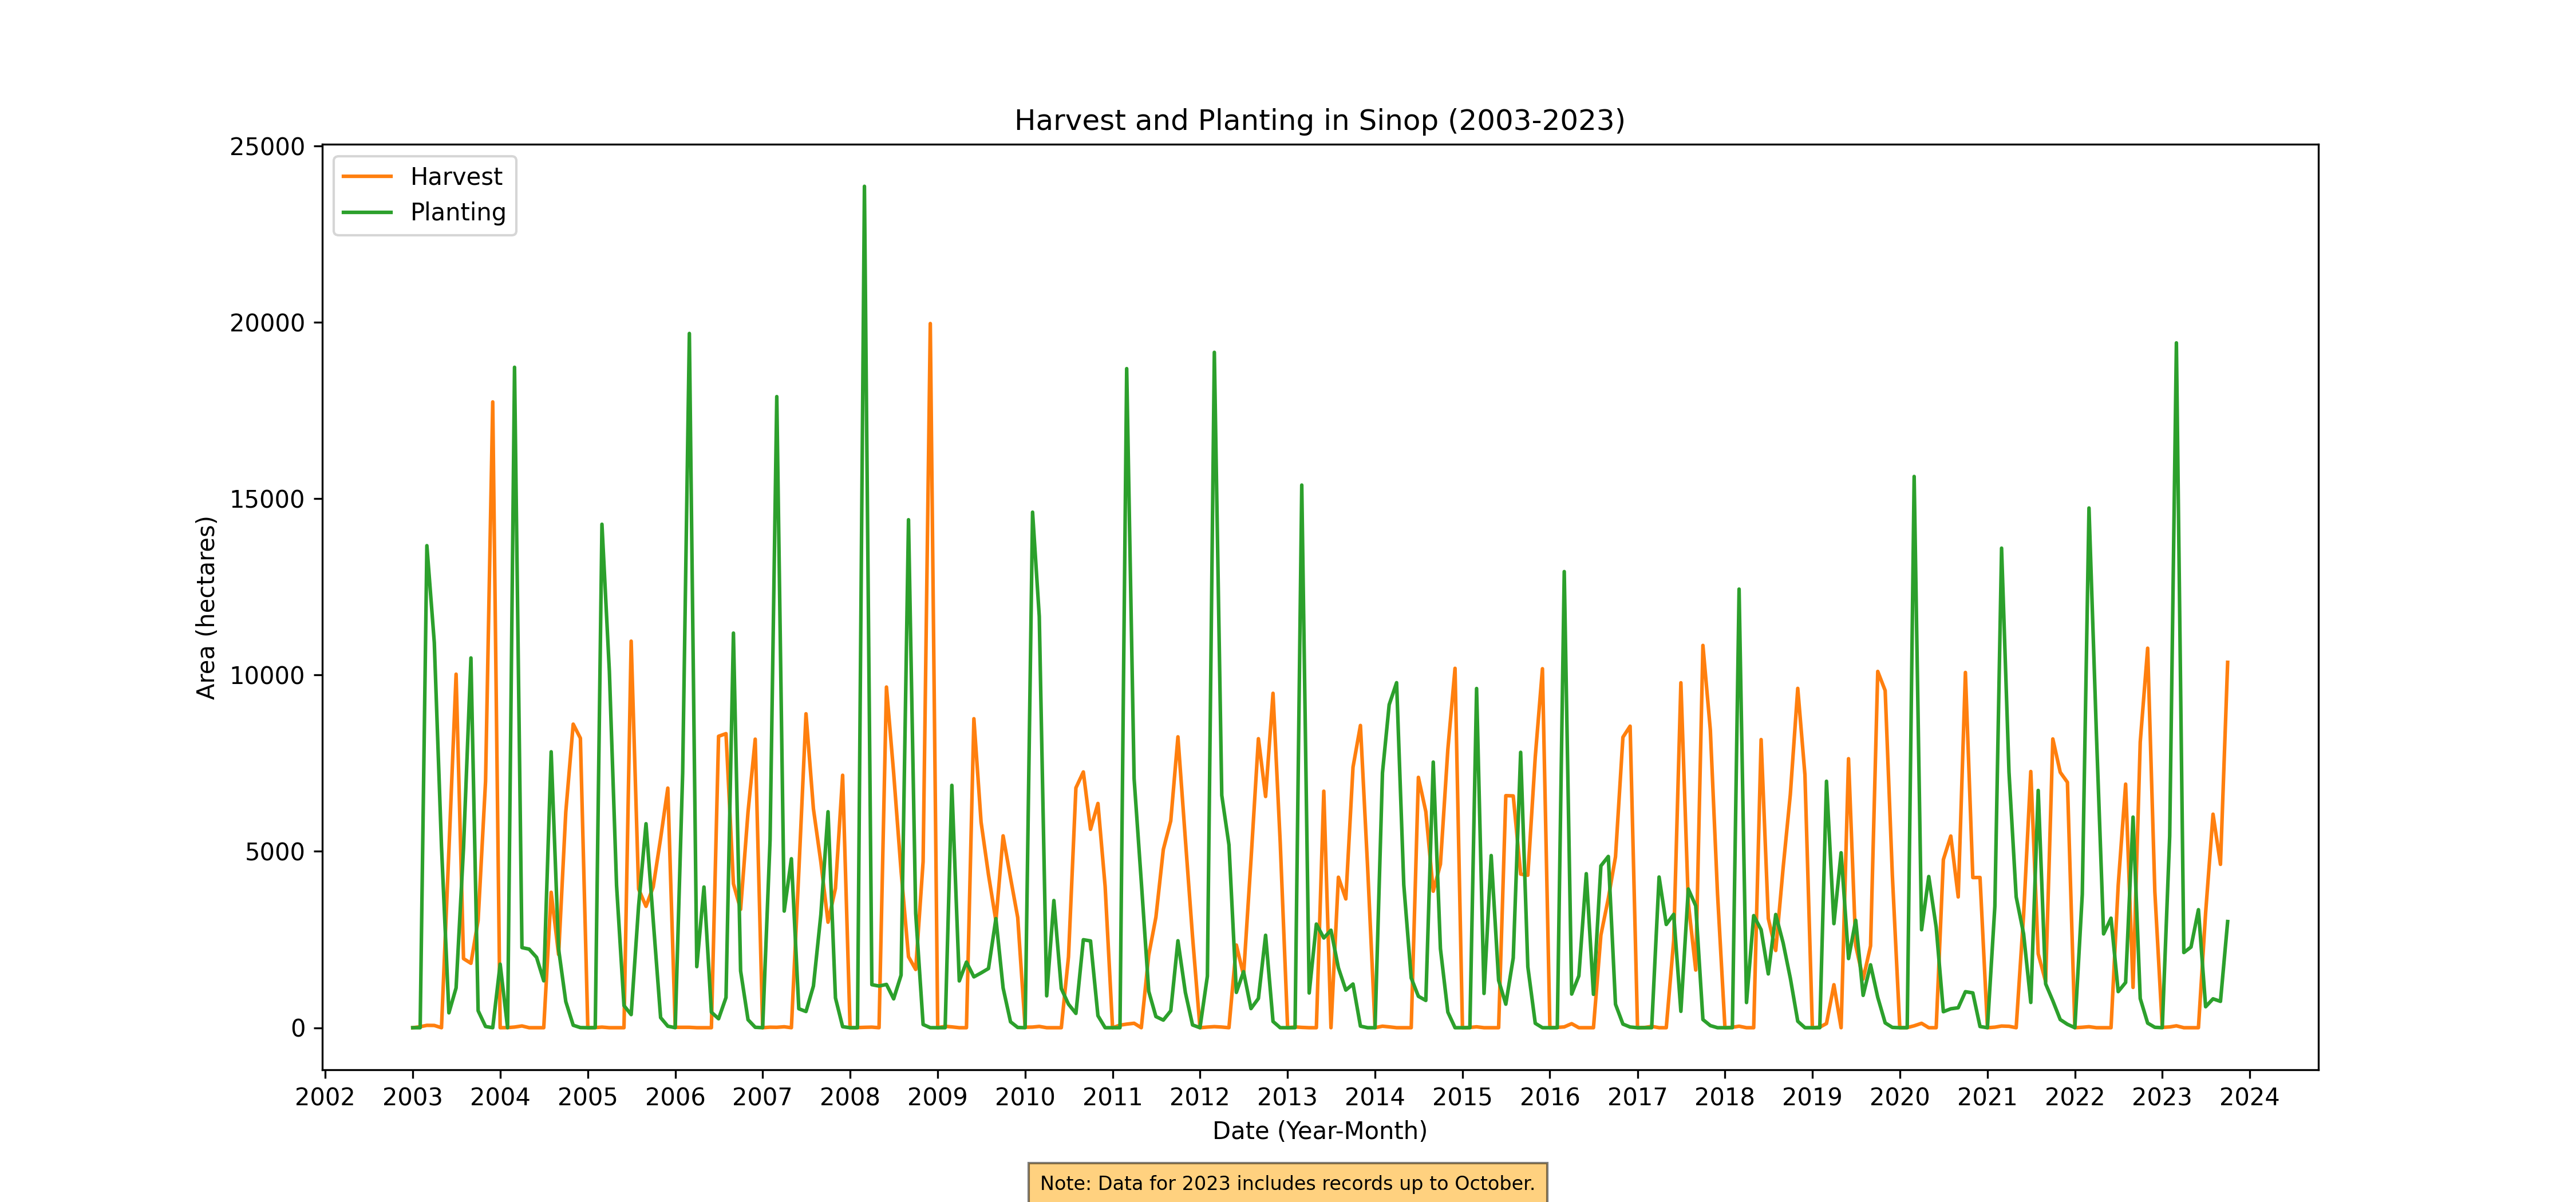 Harvest and Planting in Sinop (2003-2023)
25000
20000
15000
10000
5000
0
Area (hectares)
Harvest
Planting
2002 2003 2004 2005 2006 2007 2008 2009 2010 2011 2012 2013 2014 2015 2016 2017 2018 2019 2020 2021 2022 2023 2024
Date (Year-Month)
Note: Data for 2023 includes records up to October.